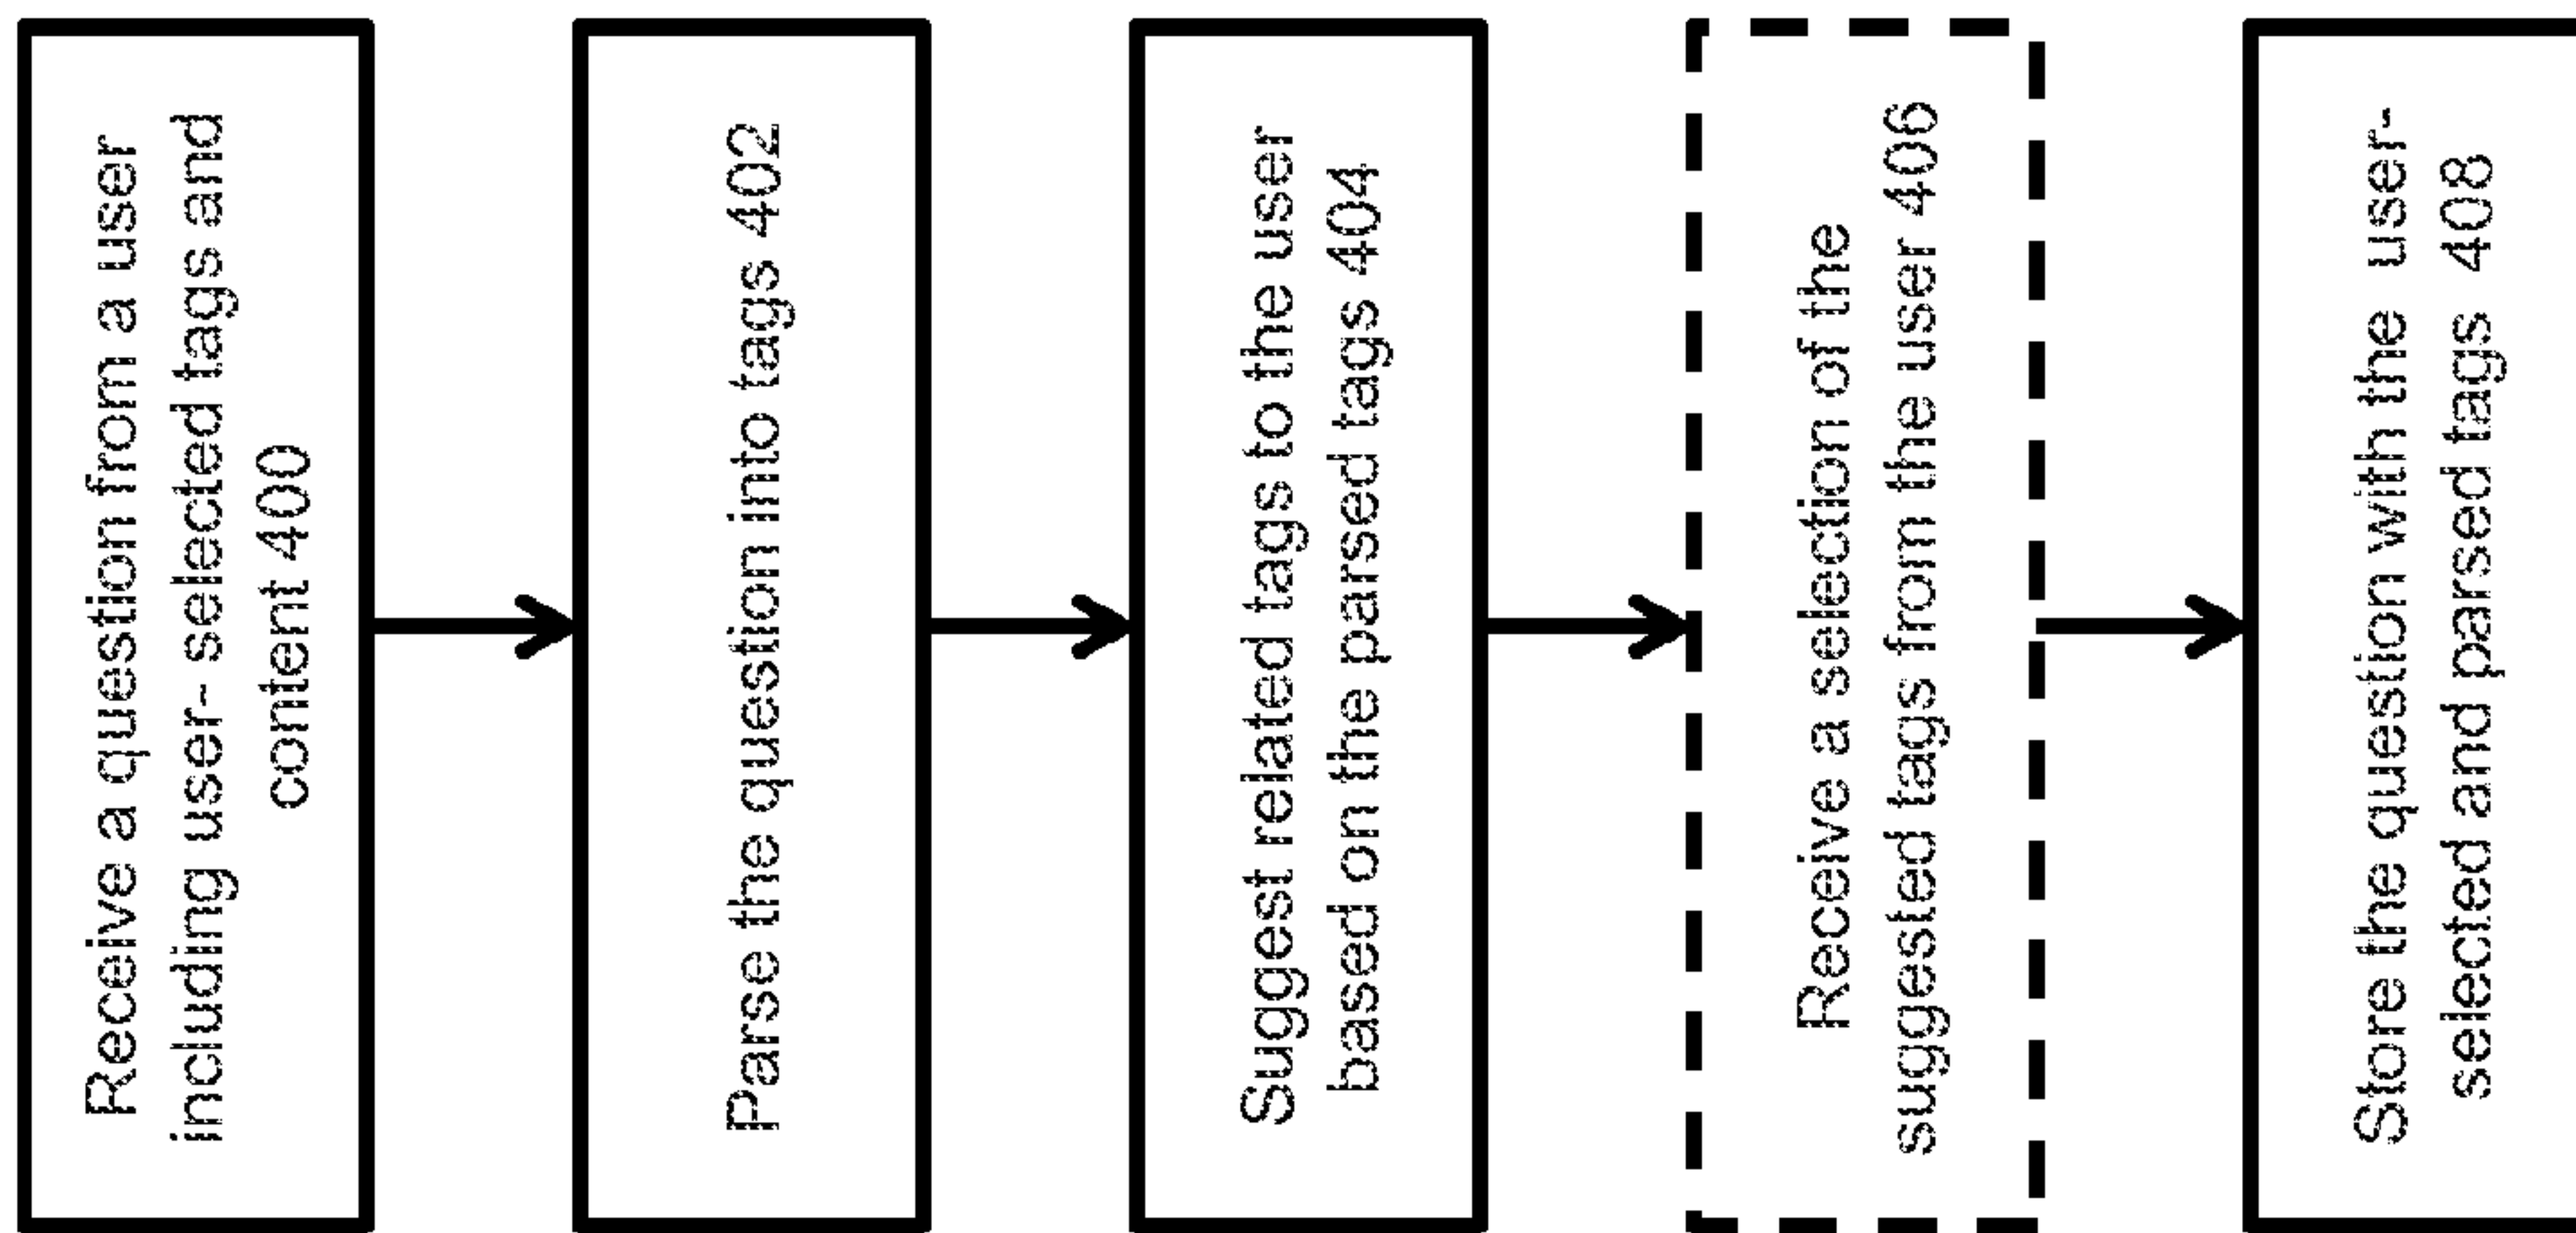 Receive a question from a user
including user- selected tags and
content 400
Parse the question into tags 402
Suggest related tags to the user
based on the parsed tags 404
Receive a selection of the
suggested tags from the user 406
Store the question with the user-
selected and parsed tags 408